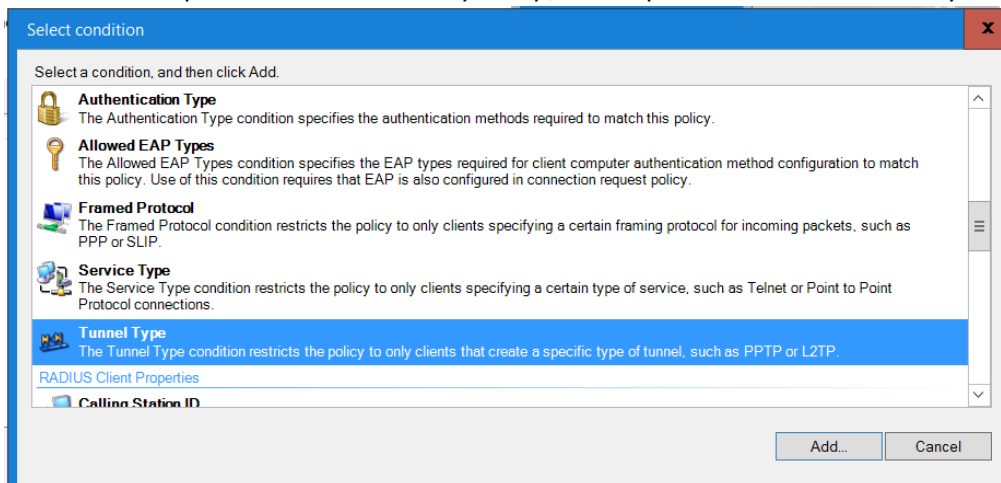 Select condition
x
Select a condition, and then click Add.
Authentication Type
The Authentication Type condition specifies the authentication methods required to match this policy.
Allowed EAP Types
The Allowed EAP Types condition specifies the EAP types required for client computer authentication method configuration to match
this policy. Use of this condition requires that EAP is also configured in connection request policy.
Framed Protocol
The Framed Protocol condition restricts the policy to only clients specifying a certain framing protocol for incoming packets, such as
PPP or SLIP.
Service Type
The Service Type condition restricts the policy to only clients specifying a certain type of service, such as Telnet or Point to Point
Protocol connections.
Tunnel Type
The Tunnel Type condition restricts the policy to only clients that create a specific type of tunnel, such as PPTP or L2TP.
RADIUS Client Properties
Calling Station ID
Add... Cancel